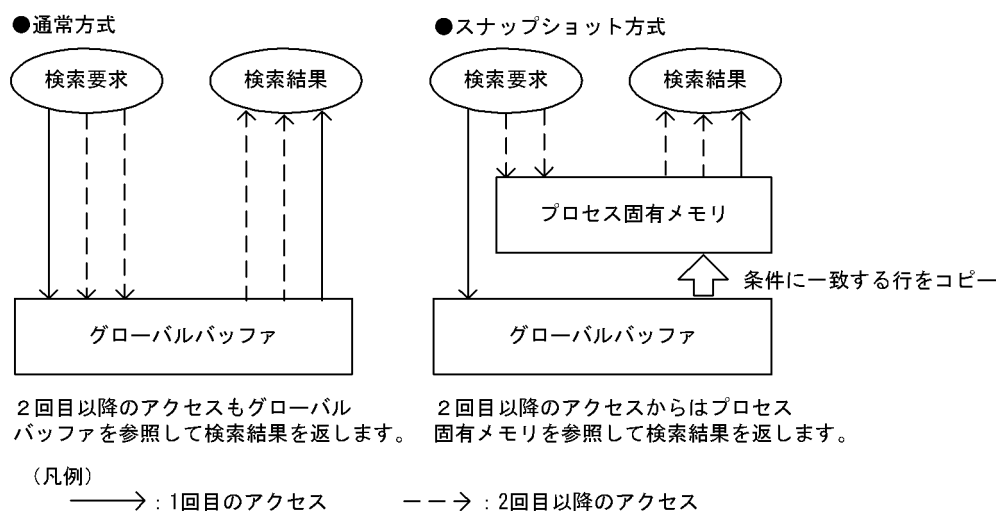 ●通常方式
検索要求
検索結果
グローバルバッファ
２回目以降のアクセスもグローバル
バッファを参照して検索結果を返します。
●スナップショット方式
検索要求
検索結果
プロセス固有メモリ
条件に一致する行をコピー
グローバルバッファ
２回目以降のアクセスからはプロセス
固有メモリを参照して検索結果を返します。
（凡例）
：1回目のアクセス
：2回目以降のアクセス